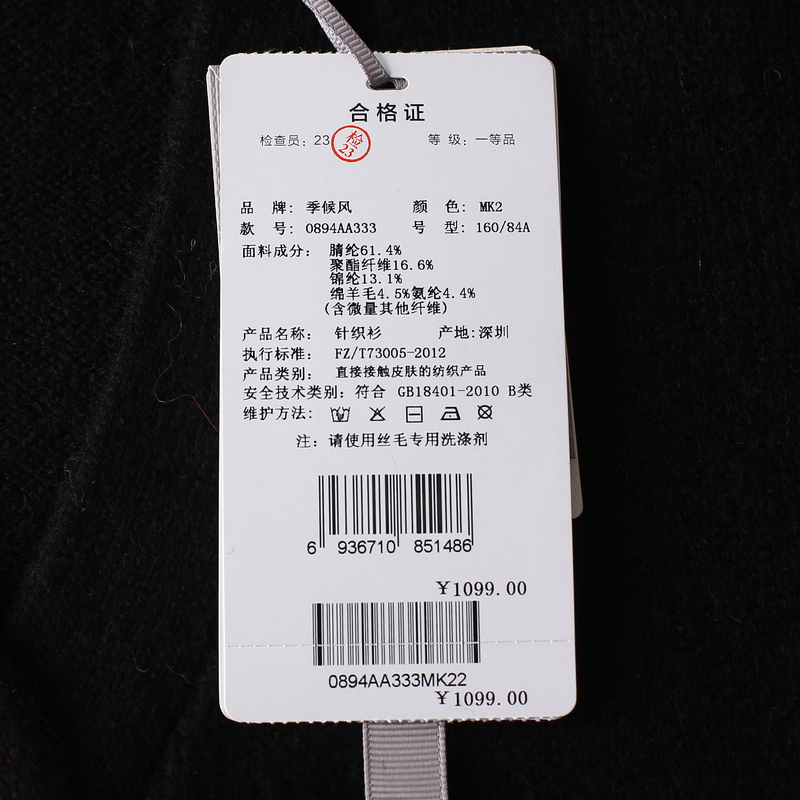 合格证
检查员：23 检23 等 级：一等品
品 牌：季候风 颜 色：MK2
款 号：0894AA333 号 型：160/84A
面料成分：腈纶61.4%
聚酯纤维16.6%
锦纶13.1%
绵羊毛4.5%氨纶4.4%
(含微量其他纤维)
产品名称：针织衫 产地:深圳
执行标准：FZ/T73005-2012
产品类别：直接接触皮肤的纺织产品
安全技术类别：符合 GB18401-2010 B类
维护方法：
注：请使用丝毛专用洗涤剂
6 936710 851486
¥1099.00
0894AA333MK22
¥1099.00